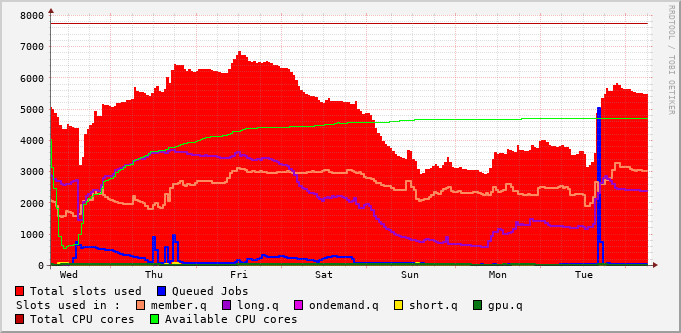 8000
7000
6000
5000
4000
3000
2000
1000
0
Wed Thu Fri Sat Sun Mon Tue
Total slots used Queued Jobs
Slots used in : member.q long.q ondemand.q short.q gpu.q
Total CPU cores Available CPU cores
RRDTOOL / TOBI OETIKER